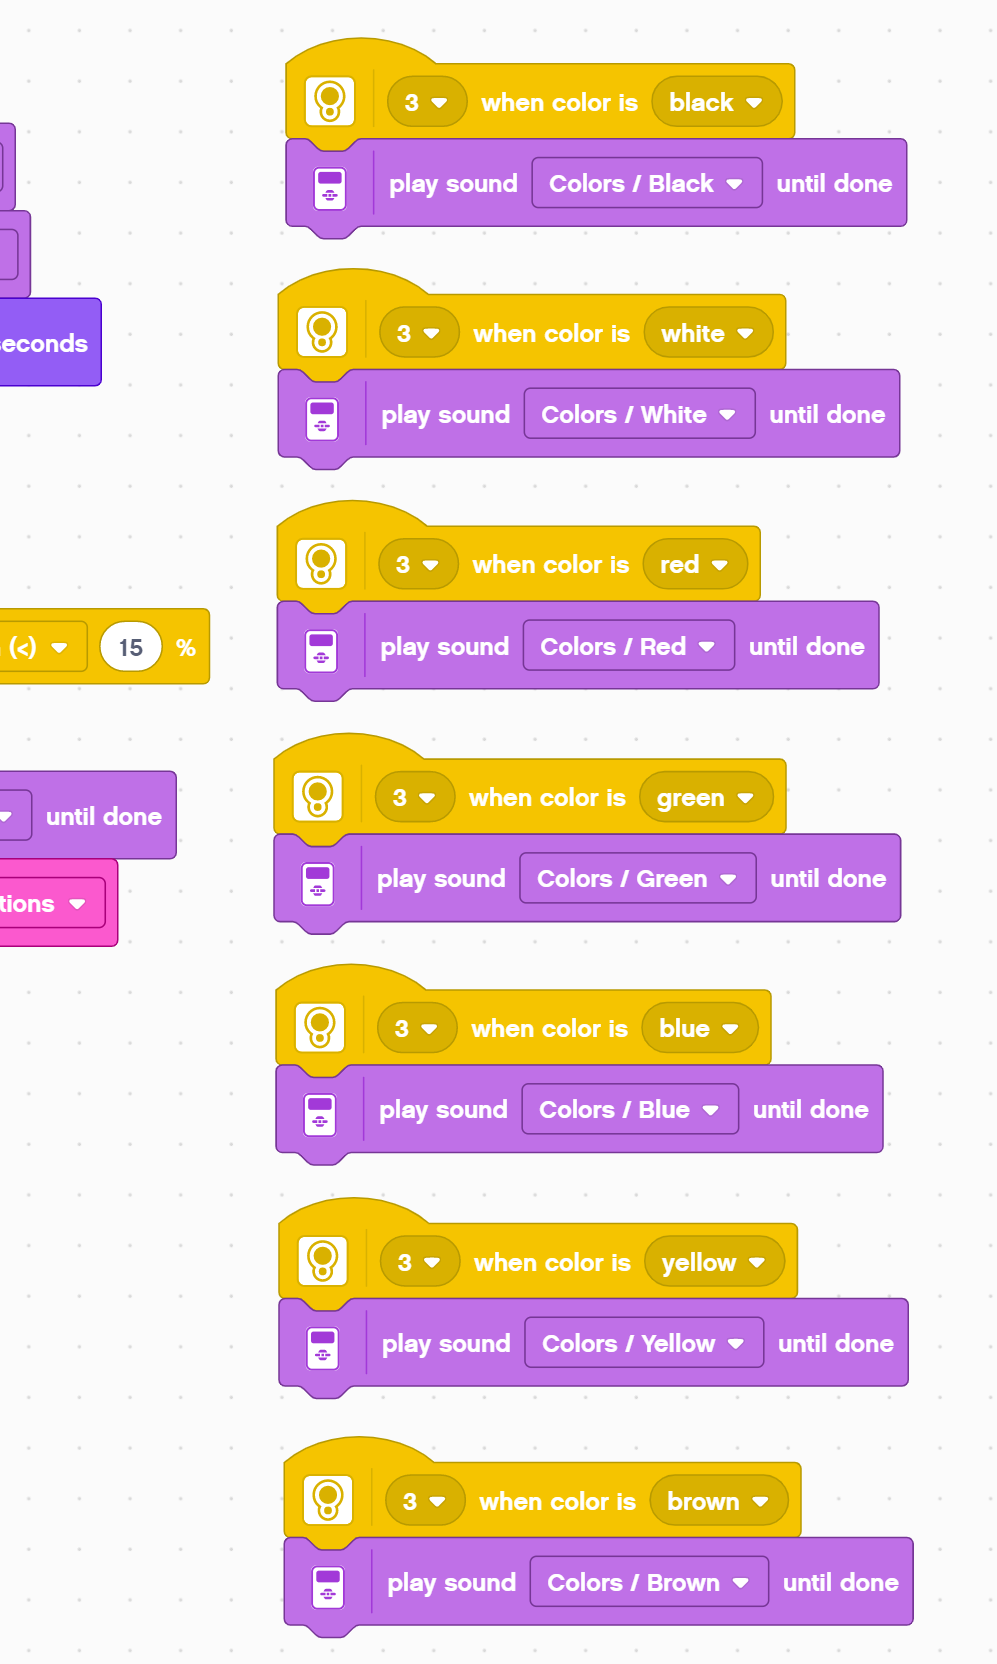 3 when color is black
play sound Colors / Black until done
3 when color is white
play sound Colors / White until done
econds
3 when color is red
play sound Colors / Red until done
(<) 15 %
3 when color is green
until done
play sound Colors / Green until done
tions
3 when color is blue
play sound Colors / Blue until done
3 when color is yellow
play sound Colors / Yellow until done
3 when color is brown
play sound Colors / Brown until done